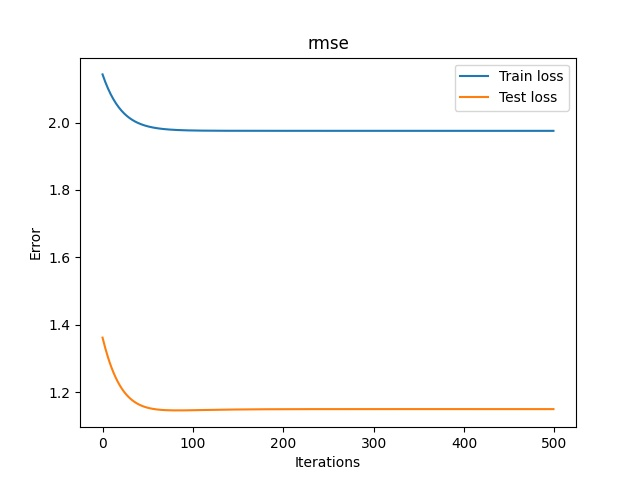 rmse
Train loss
Test loss
Error
2.0
1.8
1.6
1.4
1.2
0 100 200 300 400 500
Iterations